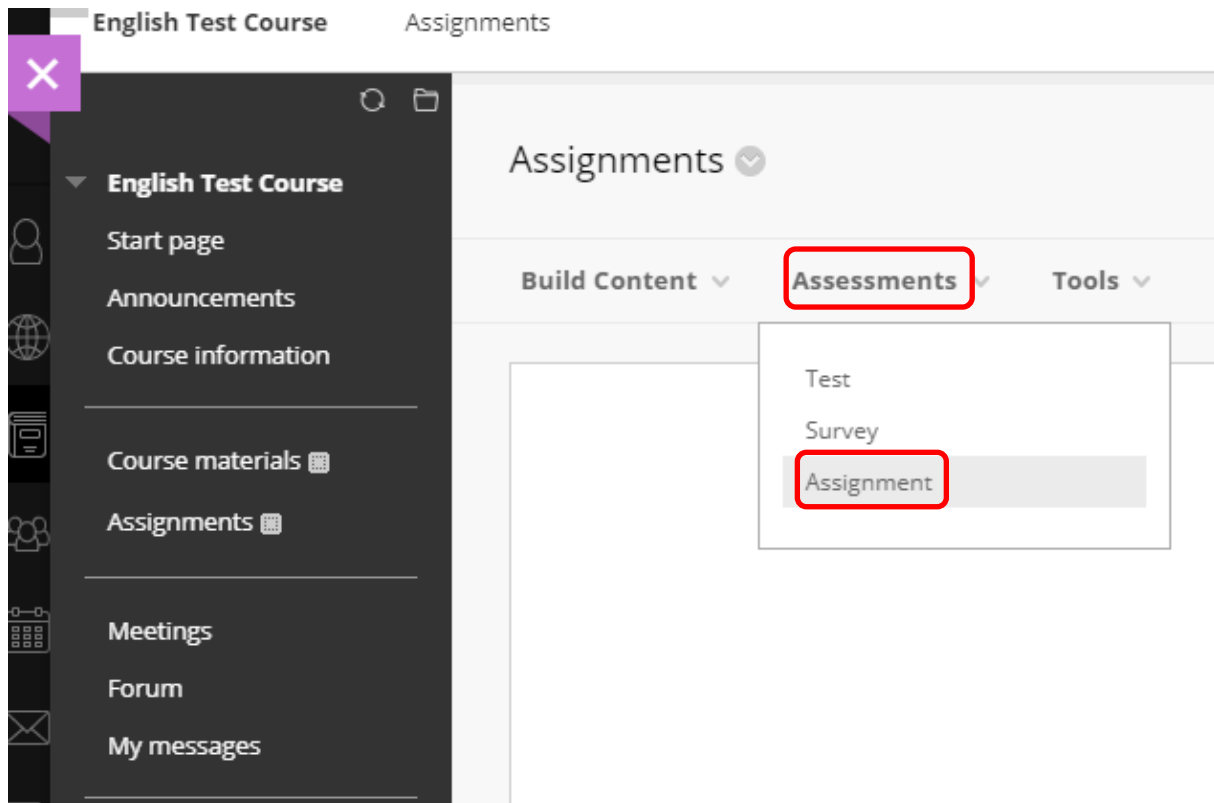 English Test Course Assignments
English Test Course
Start page
Announcements
Course information
Course materials
Assignments
Meetings
Forum
My messages
Assignments
Build Content Assessments Tools
Test
Survey
Assignment